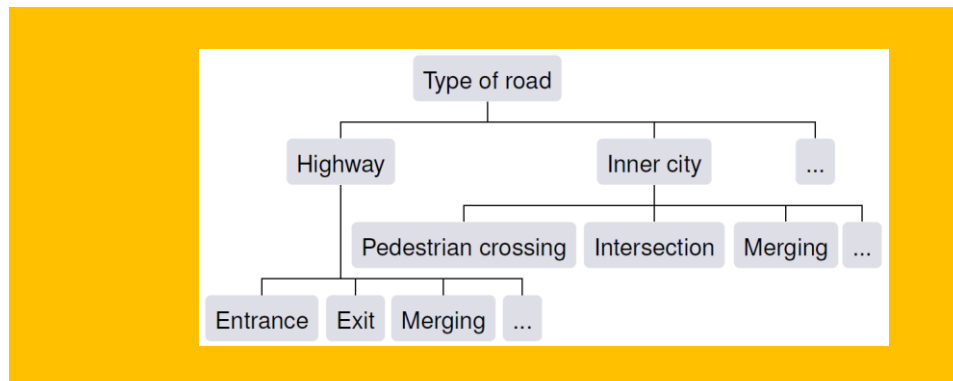 Type of road
Highway Inner city ...
Pedestrian crossing Intersection Merging ...
Entrance Exit Merging ...